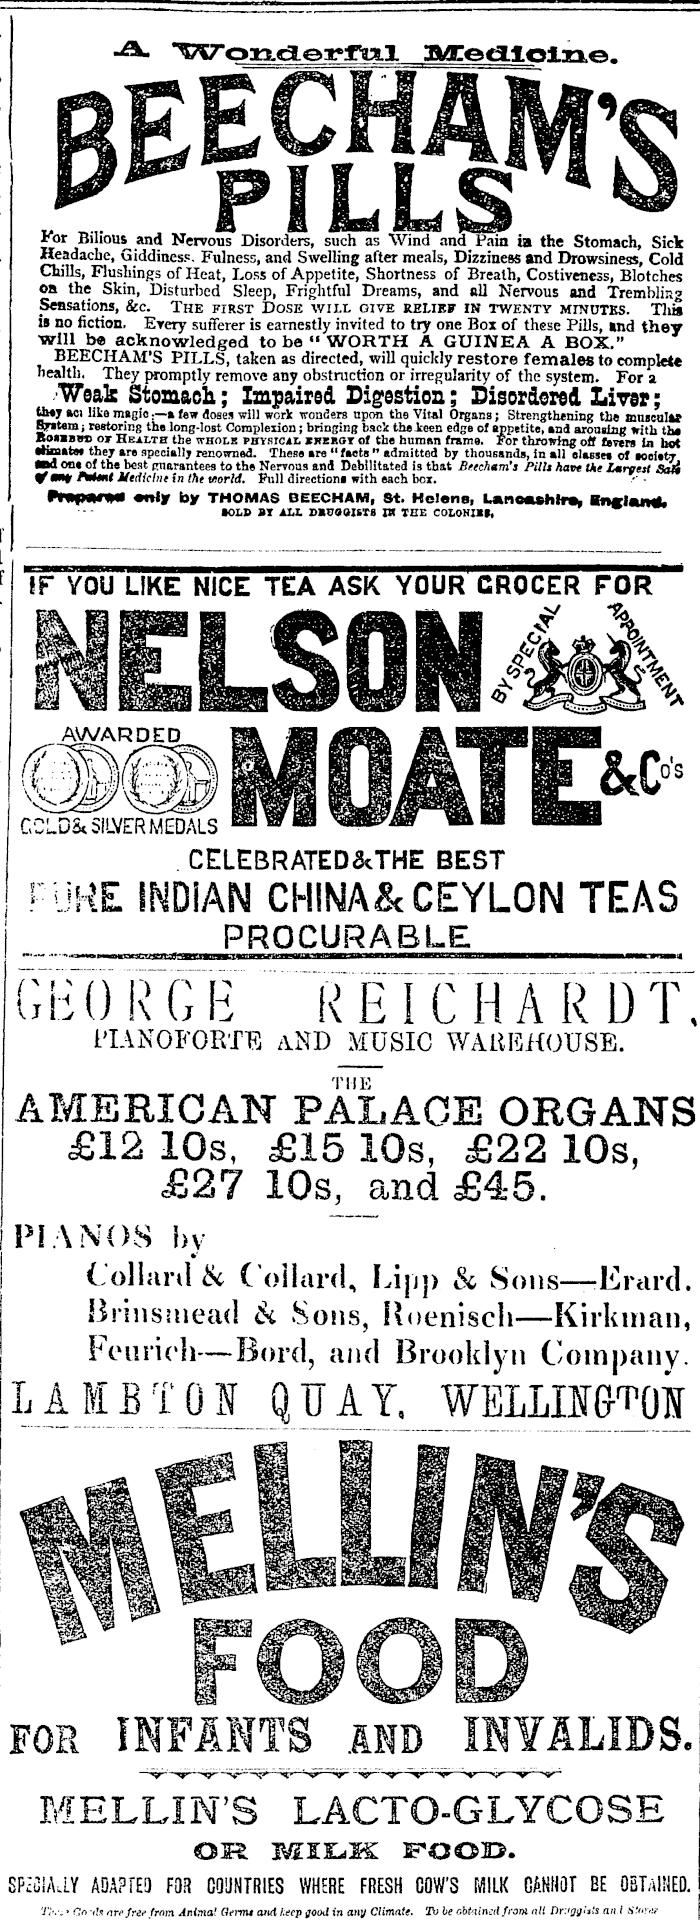 A Wonderful Medicine.
BEECHAM'S
PILLS
For Bilious and Nervous Disorders, such as Wind and Pain in the Stomach, Sick
Headache, Giddiness. Fulness, and Swelling after meals, Dizziness and Drowsiness, Cold
Chills, Flushings of Heat, Loss of Appetite, Shortness of Breath, Costiveness, Blotches
on the Skin, Disturbed Sleep, Frightful Dreams, and all Nervous and Trembling
Sensations, &c. THE FIRST DOSE WILL GIVE RELIEF IN TWENTY MINUTES. This
is no fiction. Every sufferer is earnestly invited to try one Box of these Pills, and they
will be acknowledged to be "WORTH A GUINEA A BOX."
BEECHAM'S PILLS, taken as directed, will quickly restore females to complete
health. They promptly remove any obstruction or irregularity of the system. For a
Weak Stomach; Impaired Digestion; Disordered Liver;
they act like magic;—a few doses will work wonders upon the Vital Organs; Strengthening the muscular
System; restoring the long-lost Complexion; bringing back the keen edge of appetite, and arousing with the
ROSEBUD OF HEALTH the WHOLE PHYSICAL ENERGY of the human frame. For throwing off fevers in hot
climates they are specially renowned. These are "facts" admitted by thousands, in all classes of society,
and one of the best guarantees to the Nervous and Debilitated is that Beecham's Pills have the Largest Sale
of any Patent Medicine in the world. Full directions with each box.
Prepared only by THOMAS BEECHAM, St. Helens, Lancashire, England.
SOLD BY ALL DRUGGISTS IN THE COLONIES.
IF YOU LIKE NICE TEA ASK YOUR GROCER FOR
NELSON
BY SPECIAL APPOINTMENT
AWARDED
GOLD & SILVER MEDALS
MOATE & Co's
CELEBRATED & THE BEST
PURE INDIAN CHINA & CEYLON TEAS
PROCURABLE
GEORGE REICHARDT,
PIANOFORTE AND MUSIC WAREHOUSE.
THE
AMERICAN PALACE ORGANS
£12 10s, £15 10s, £22 10s,
£27 10s, and £45.
PIANOS by
Collard & Collard, Lipp & Sons—Erard.
Brinsmead & Sons, Roenisch—Kirkman,
Feurich—Bord, and Brooklyn Company.
LAMBTON QUAY, WELLINGTON
MELLIN'S
FOOD
FOR INFANTS AND INVALIDS.
MELLIN'S LACTO-GLYCOSE
OR MILK FOOD.
SPECIALLY ADAPTED FOR COUNTRIES WHERE FRESH COW'S MILK CANNOT BE OBTAINED.
These Goods are free from Animal Germs and keep good in any Climate. To be obtained from all Druggists and Stores